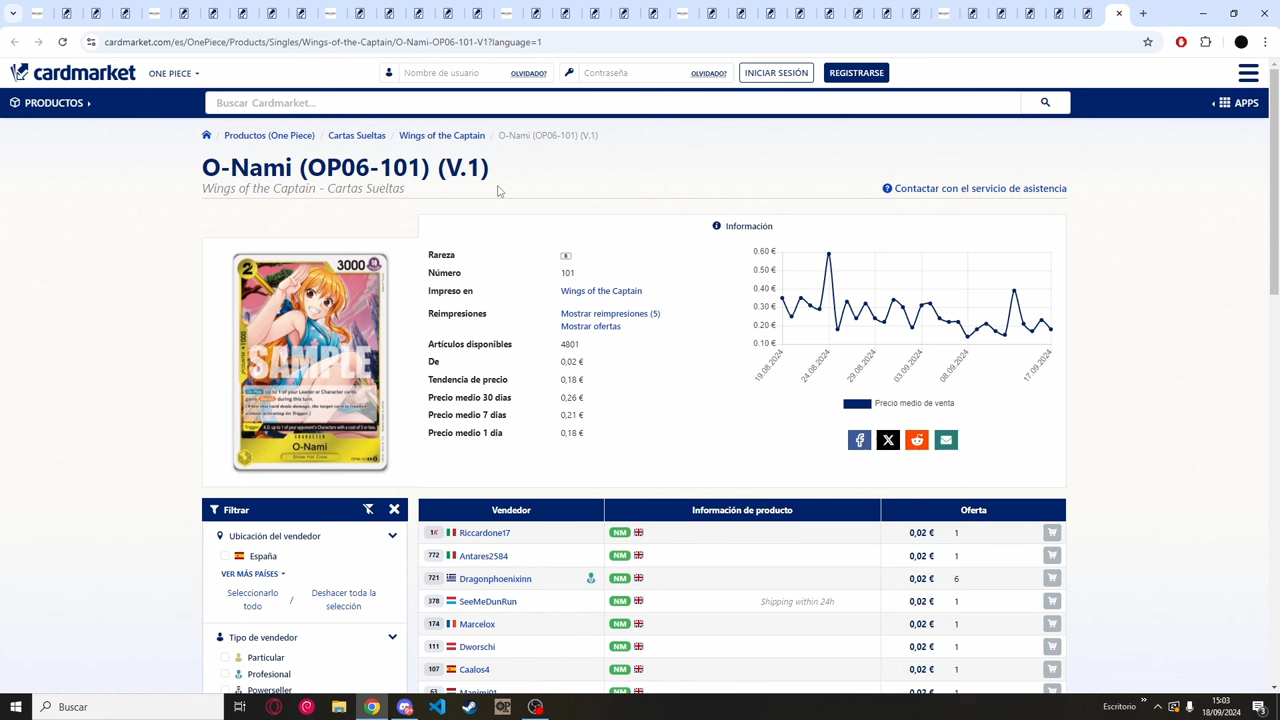 cardmarket.com/es/OnePiece/Products/Singles/Wings-of-the-Captain/O-Nami-OP06-101-V1?language=1
cardmarket
ONE PIECE
Nombre de usuario
OLVIDADO?
Contraseña
OLVIDADO?
INICIAR SESIÓN
REGISTRARSE
PRODUCTOS
Buscar Cardmarket...
APPS
Productos (One Piece) / Cartas Sueltas / Wings of the Captain / O-Nami (OP06-101) (V.1)
O-Nami (OP06-101) (V.1)
Wings of the Captain - Cartas Sueltas
Contactar con el servicio de asistencia
Información
2
3000
SAMPLE
CHARACTER
O-Nami
Rareza R
Número 101
Impreso en Wings of the Captain
Reimpresiones Mostrar reimpresiones (5)
Mostrar ofertas
Artículos disponibles 4801
De 0,02 €
Tendencia de precio 0,18 €
Precio medio 30 días 0,26 €
Precio medio 7 días 0,21 €
Precio medio 1 día 0,18 €
0.60 €
0.50 €
0.40 €
0.30 €
0.20 €
0.10 €
19.08.2024
24.08.2024
29.08.2024
03.09.2024
08.09.2024
17.09.2024
Precio medio de venta
Filtrar
Ubicación del vendedor
España
VER MÁS PAÍSES
Seleccionarlo todo
/
Deshacer toda la selección
Tipo de vendedor
Particular
Profesional
Powerseller
Vendedor Información de producto Oferta
1K Riccardone17 NM 0,02 € 1
772 Antares2584 NM 0,02 € 1
721 Dragonphoenixinn NM 0,02 € 6
378 SeeMeDunRun NM Shipping within 24h 0,02 € 1
174 Marcelox NM 0,02 € 1
111 Dworschi NM 0,02 € 1
107 Caalos4 NM 0,02 € 1
Buscar
Escritorio
15:03
18/09/2024